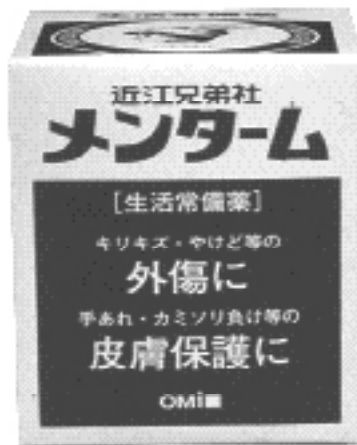 近江兄弟社
メンターム
[生活常備薬]
キリキズ・やけど等の
外傷に
手あれ・カミソリ負け等の
皮膚保護に
OMi